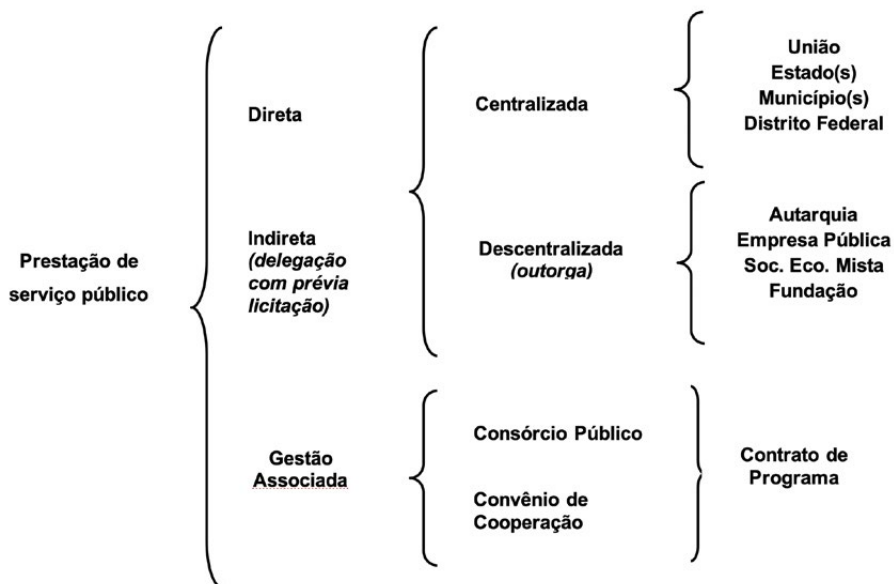 Prestação de
serviço público
Direta
Indireta
(delegação
com prévia
licitação)
Gestão
Associada
Centralizada
Descentralizada
(outorga)
Consórcio Público
Convênio de
Cooperação
União
Estado(s)
Município(s)
Distrito Federal
Autarquia
Empresa Pública
Soc. Eco. Mista
Fundação
Contrato de
Programa